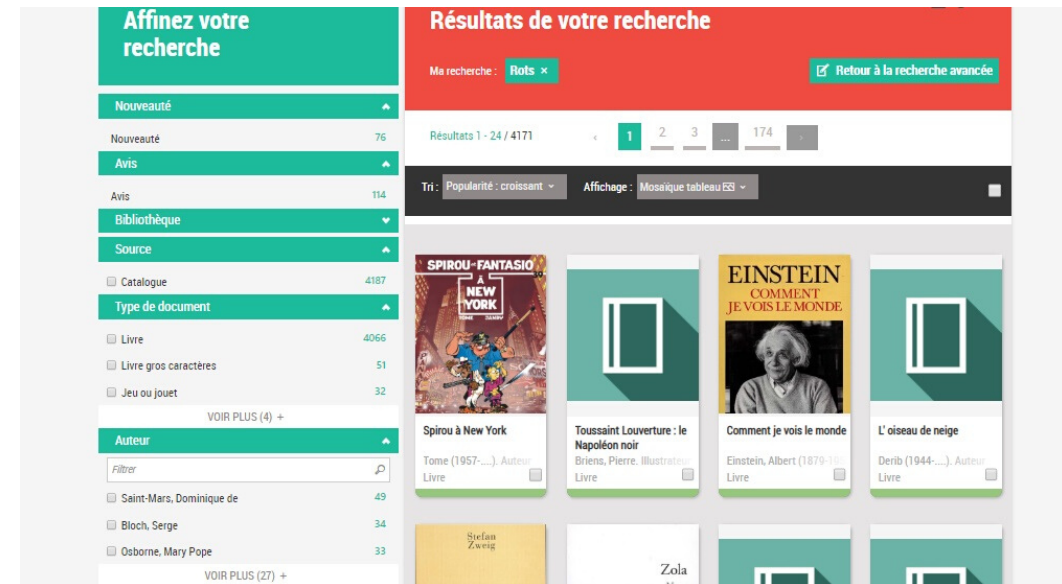 Affinez votre
recherche
Nouveauté
Nouveauté 76
Avis
Avis 114
Bibliothèque
Source
Catalogue 4187
Type de document
Livre 4066
Livre gros caractères 51
Jeu ou jouet 32
VOIR PLUS (4) +
Auteur
Filtrer
Saint-Mars, Dominique de 49
Bloch, Serge 34
Osborne, Mary Pope 33
VOIR PLUS (27) +
Résultats de votre recherche
Ma recherche : Rots ×
Retour à la recherche avancée
Résultats 1 - 24 / 4171
‹ 1 2 3 ... 174 ›
Tri : Popularité : croissant
Affichage : Mosaïque tableau
SPIROU et FANTASIO
À
NEW
YORK
TOME JANRY
Spirou à New York
Tome (1957-....). Auteur
Livre
Toussaint Louverture : le
Napoléon noir
Briens, Pierre. Illustrateur
Livre
EINSTEIN
COMMENT
JE VOIS LE MONDE
Comment je vois le monde
Einstein, Albert (1879-19
Livre
L' oiseau de neige
Derib (1944-....). Auteur
Livre
Stefan
Zweig
Zola